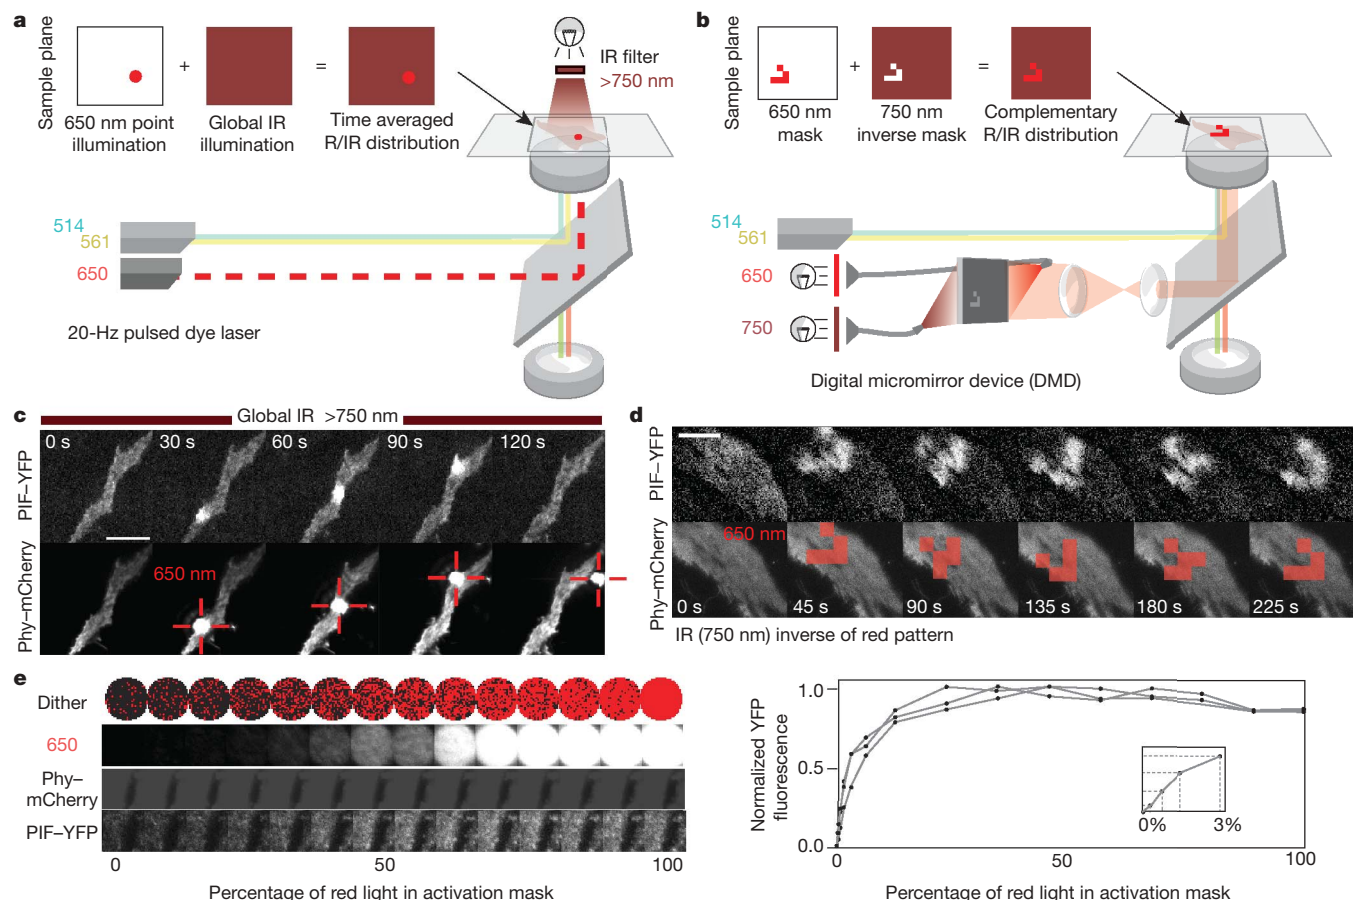 a
Sample plane
+
=
650 nm point
illumination
Global IR
illumination
Time averaged
R/IR distribution
IR filter
>750 nm
514
561
650
20-Hz pulsed dye laser
b
Sample plane
+
=
650 nm
mask
750 nm
inverse mask
Complementary
R/IR distribution
514
561
650
750
Digital micromirror device (DMD)
c
Global IR >750 nm
PIF–YFP
0 s
30 s
60 s
90 s
120 s
Phy–mCherry
650 nm
d
PIF–YFP
Phy–mCherry
650 nm
0 s
45 s
90 s
135 s
180 s
225 s
IR (750 nm) inverse of red pattern
e
Dither
650
Phy–
mCherry
PIF–YFP
0
50
100
Percentage of red light in activation mask
Normalized YFP
fluorescence
1.0
0.5
0.0
0%
3%
0
50
100
Percentage of red light in activation mask